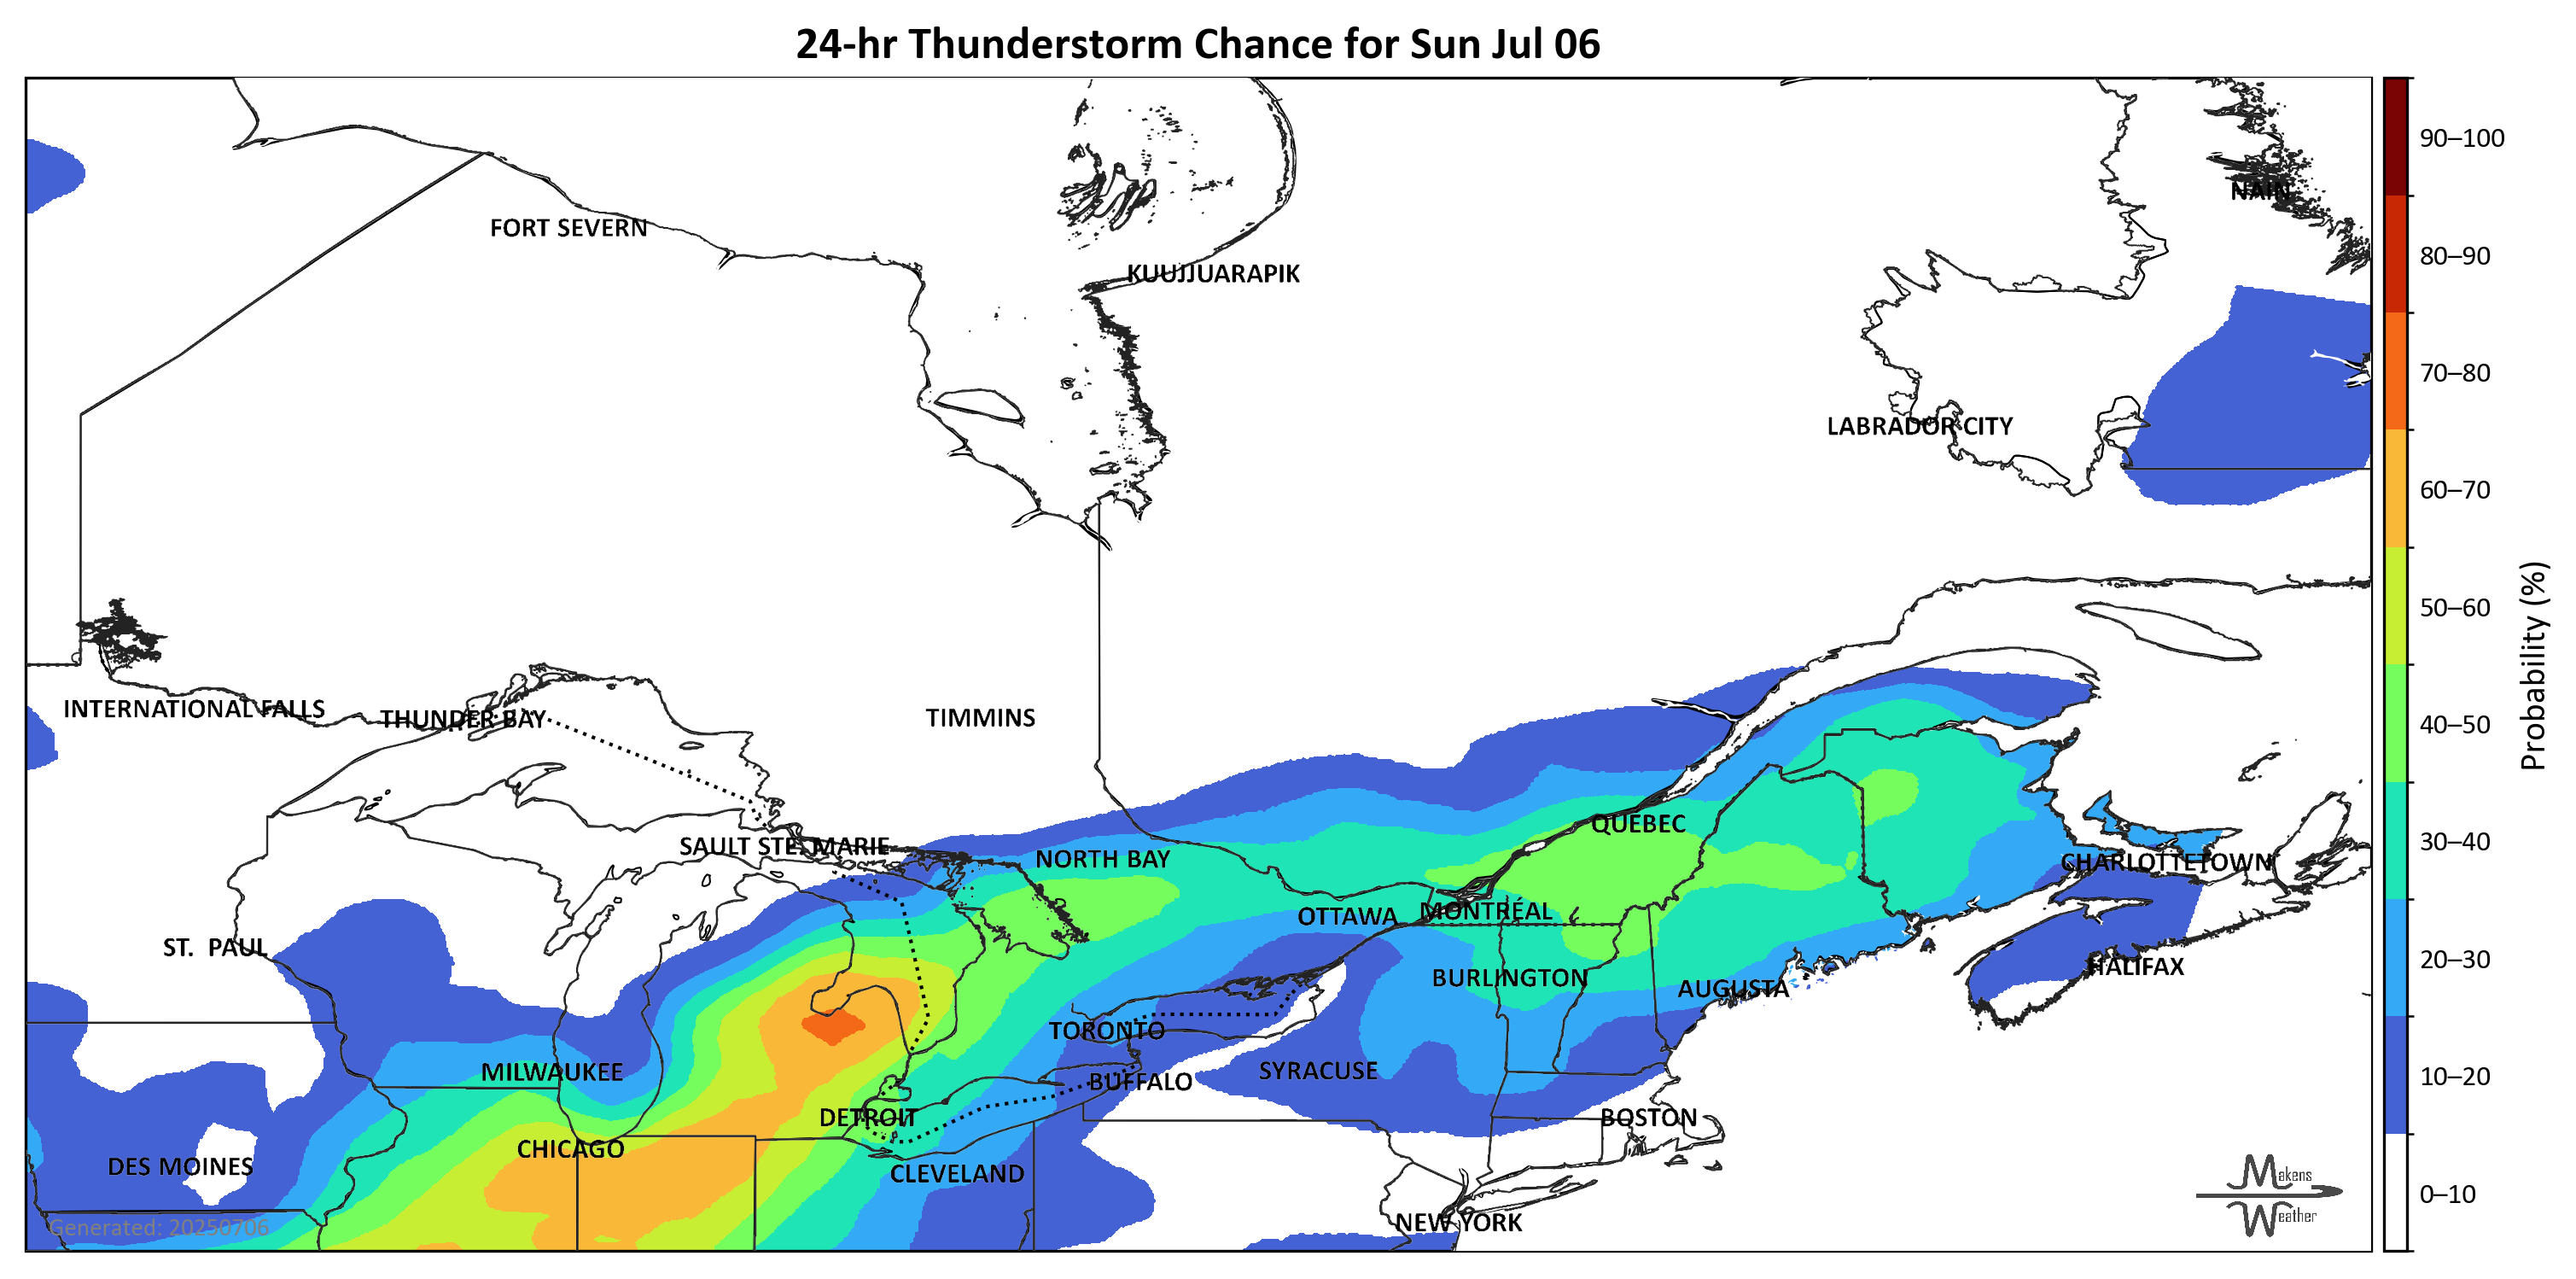 24-hr Thunderstorm Chance for Sun Jul 06
90–100
NAIN
FORT SEVERN
80–90
KUUJJUARAPIK
70–80
LABRADOR CITY
60–70
50–60
Probability (%)
INTERNATIONAL FALLS
THUNDER BAY
TIMMINS
40–50
QUEBEC
SAULT STE. MARIE
NORTH BAY
30–40
CHARLOTTETOWN
OTTAWA
MONTRÉAL
ST. PAUL
20–30
HALIFAX
BURLINGTON
AUGUSTA
TORONTO
MILWAUKEE
SYRACUSE
BUFFALO
10–20
DETROIT
BOSTON
CHICAGO
DES MOINES
CLEVELAND
Makens
Weather
0–10
NEW YORK
Generated: 20250706